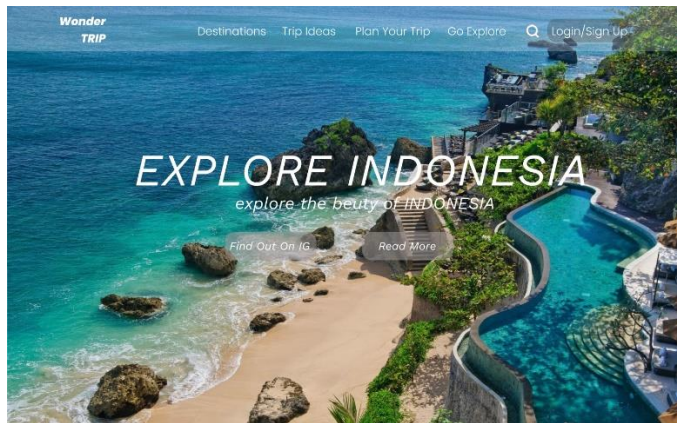 Wonder
TRIP
Destinations Trip Ideas Plan Your Trip Go Explore Login/Sign Up
EXPLORE INDONESIA
explore the beuty of INDONESIA
Find Out On IG Read More